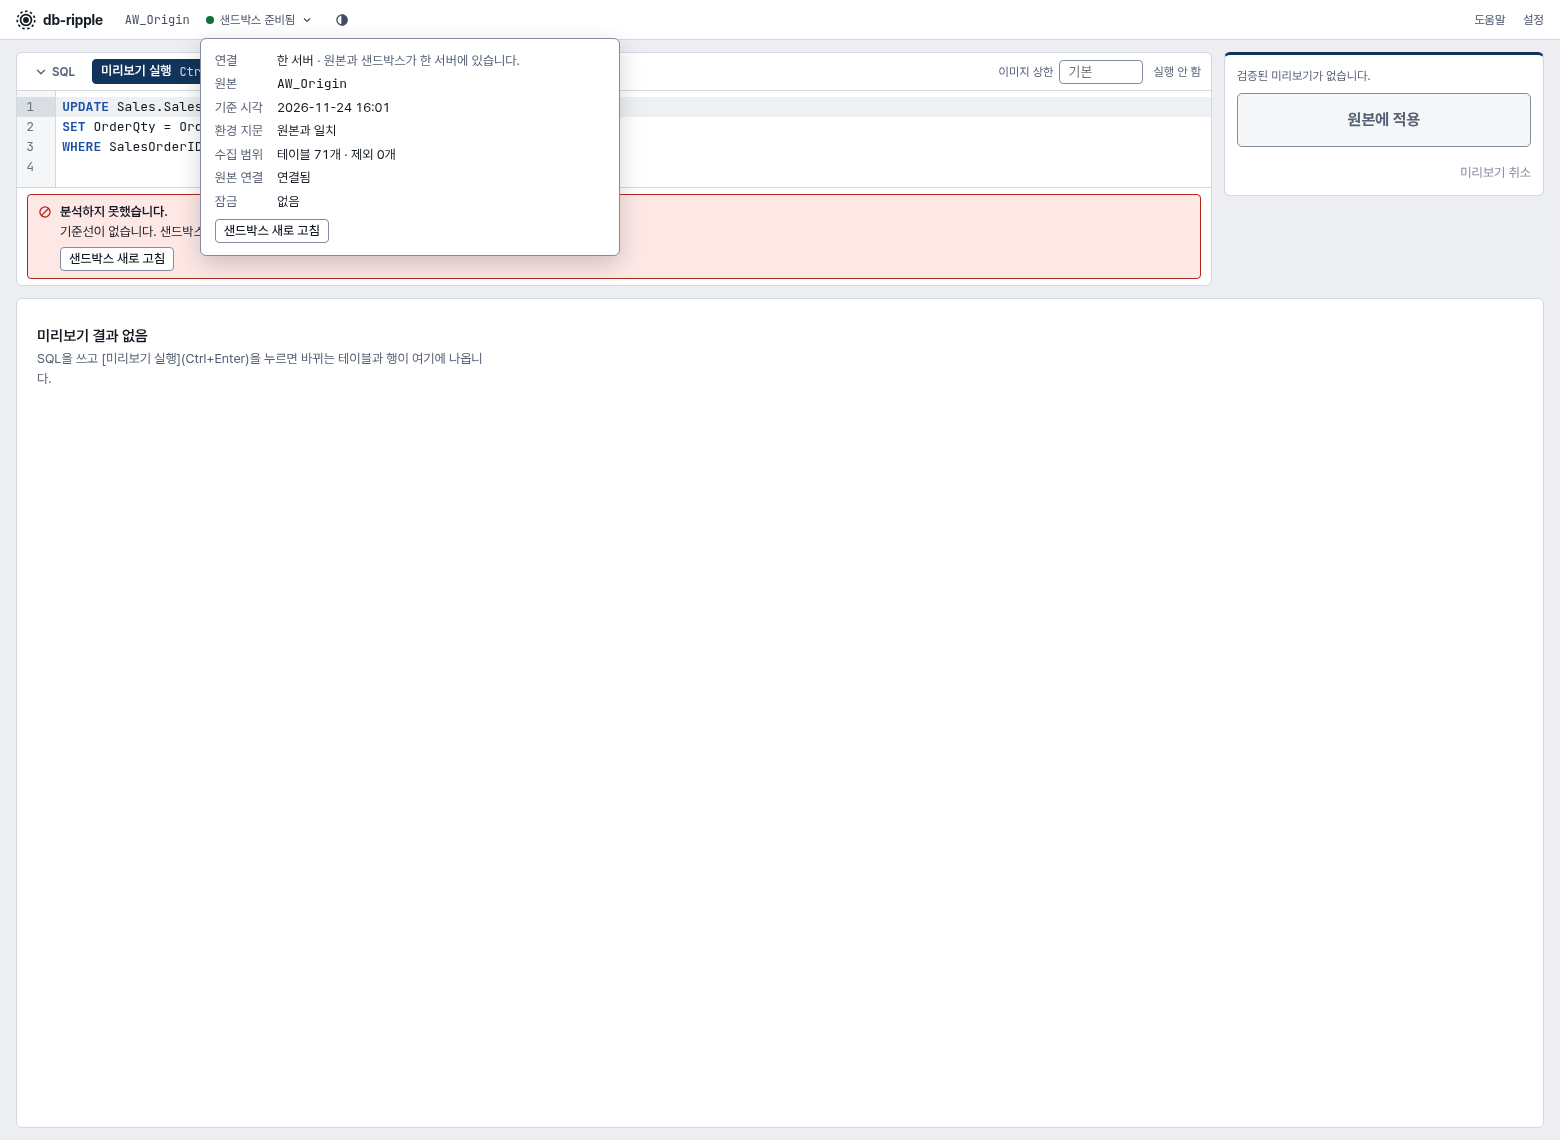 db-ripple AW_Origin 샌드박스 준비됨 도움말 설정
SQL 미리보기 실행 이미지 상한 기본 실행 안 함
1 UPDATE
2 SET OrderQty =
3 WHERE SalesOrderID
4
연결 한 서버 · 원본과 샌드박스가 한 서버에 있습니다.
원본 AW_Origin
기준 시각 2026-11-24 16:01
환경 지문 원본과 일치
수집 범위 테이블 71개 · 제외 0개
원본 연결 연결됨
잠금 없음
샌드박스 새로 고침
분석하지 못했습니다.
기준선이 없습니다.
샌드박스 새로 고침
검증된 미리보기가 없습니다.
원본에 적용
미리보기 취소
미리보기 결과 없음
SQL을 쓰고 [미리보기 실행](Ctrl+Enter)을 누르면 바뀌는 테이블과 행이 여기에 나옵니
다.